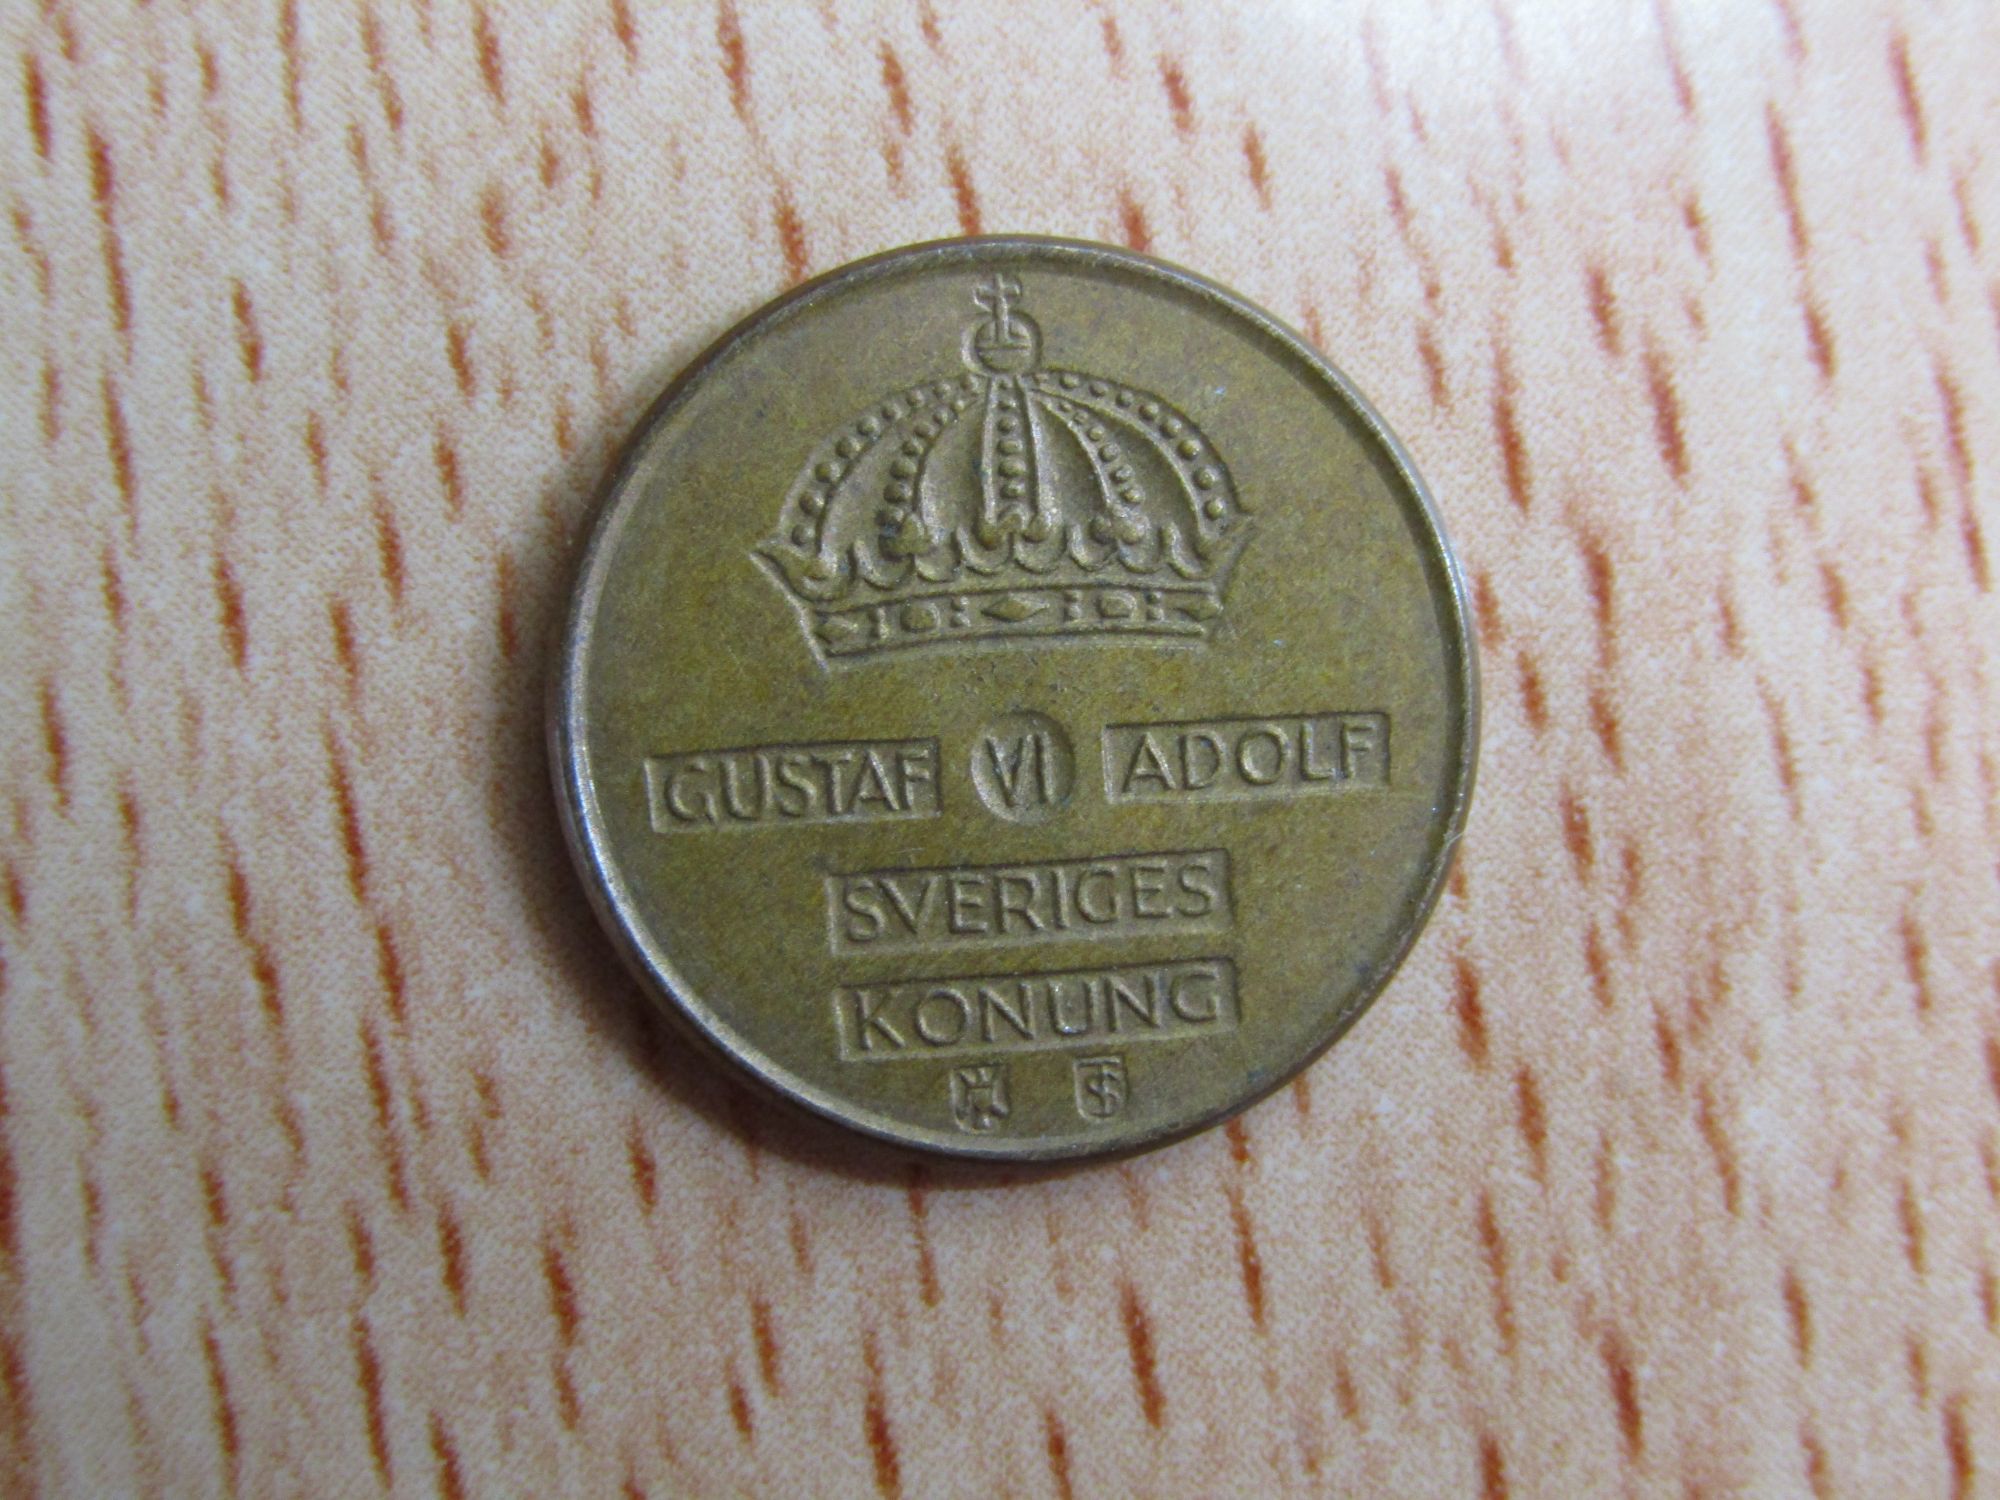 GUSTAF VI ADOLF
SVERIGES
KONUNG
TS